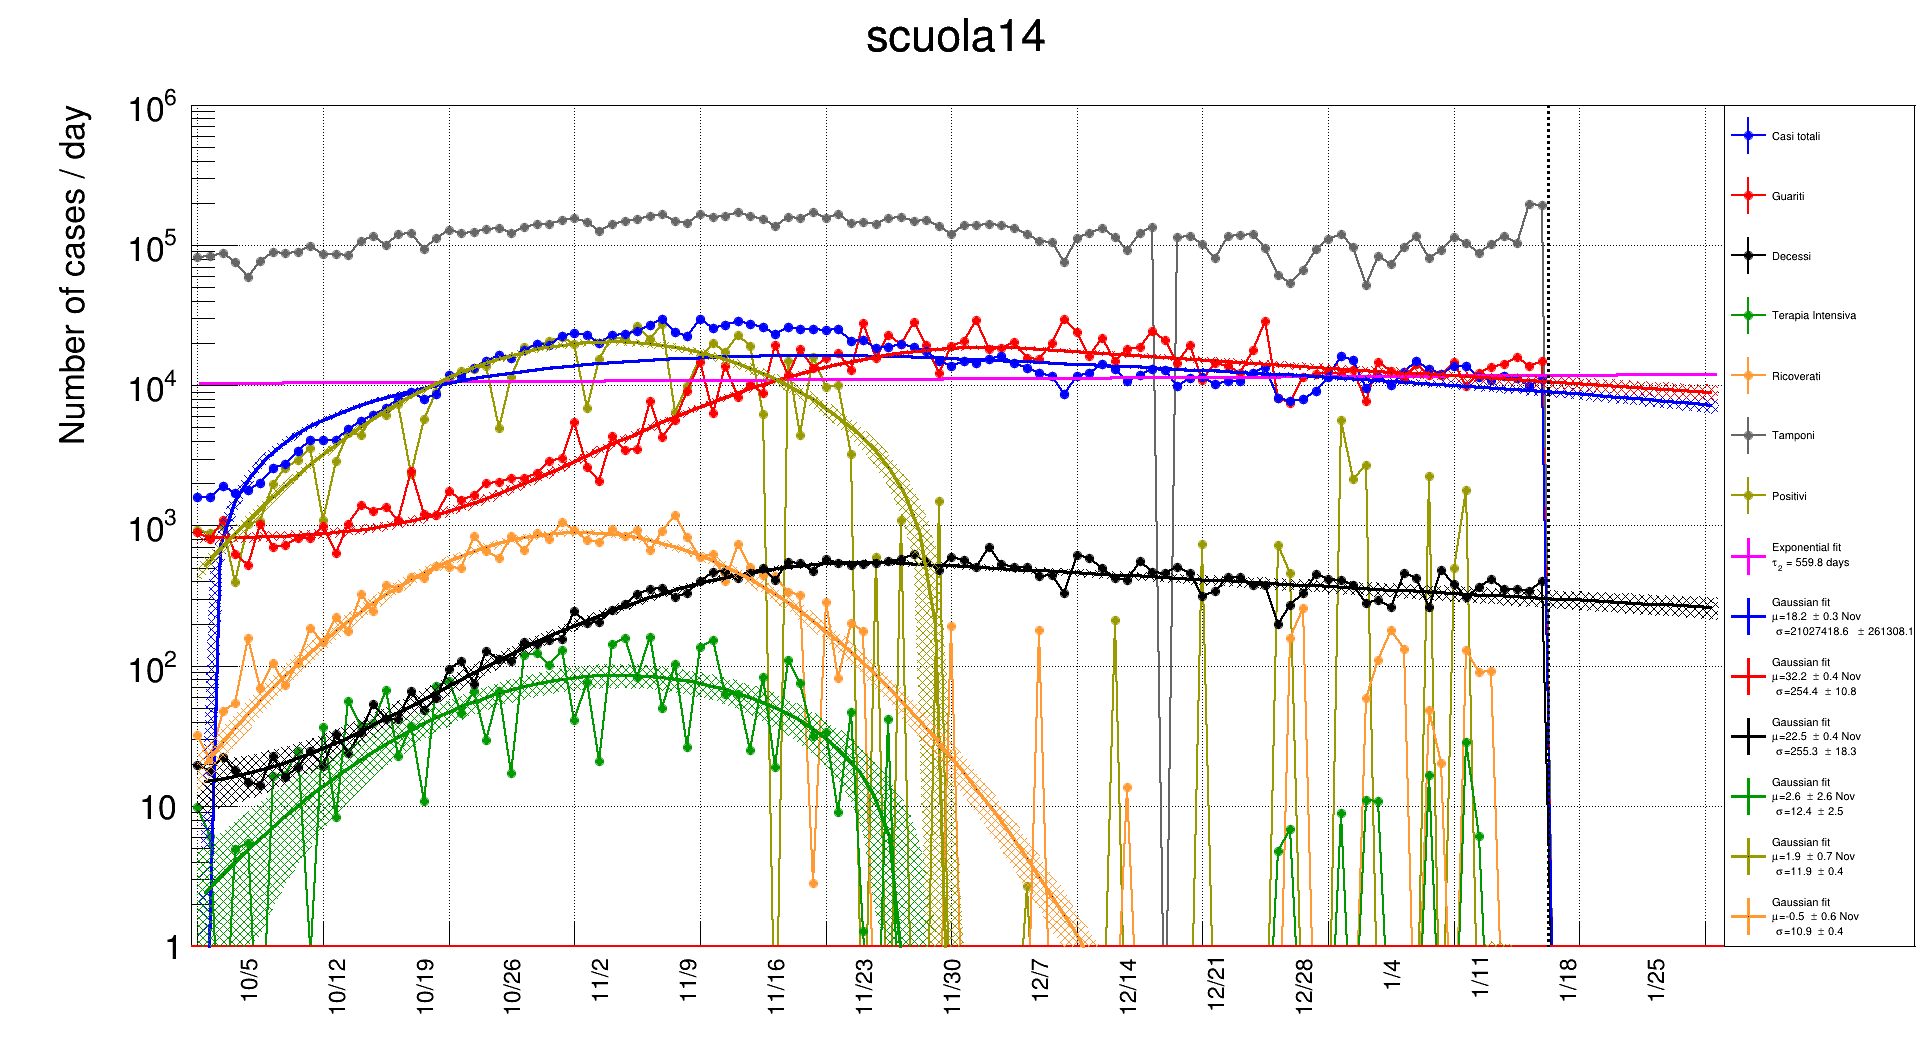 scuola14
Number of cases / day
10^6
10^5
10^4
10^3
10^2
10
1
10/5
10/12
10/19
10/26
11/2
11/9
11/16
11/23
11/30
12/7
12/14
12/21
12/28
1/4
1/11
1/18
1/25
Casi totali
Guariti
Decessi
Terapia Intensiva
Ricoverati
Tamponi
Positivi
Exponential fit
τ_2 = 559.8 days
Gaussian fit
μ=18.2 ± 0.3 Nov
σ=21027418.6 ± 261308.1
Gaussian fit
μ=32.2 ± 0.4 Nov
σ=254.4 ± 10.8
Gaussian fit
μ=22.5 ± 0.4 Nov
σ=255.3 ± 18.3
Gaussian fit
μ=2.6 ± 2.6 Nov
σ=12.4 ± 2.5
Gaussian fit
μ=1.9 ± 0.7 Nov
σ=11.9 ± 0.4
Gaussian fit
μ=-0.5 ± 0.6 Nov
σ=10.9 ± 0.4